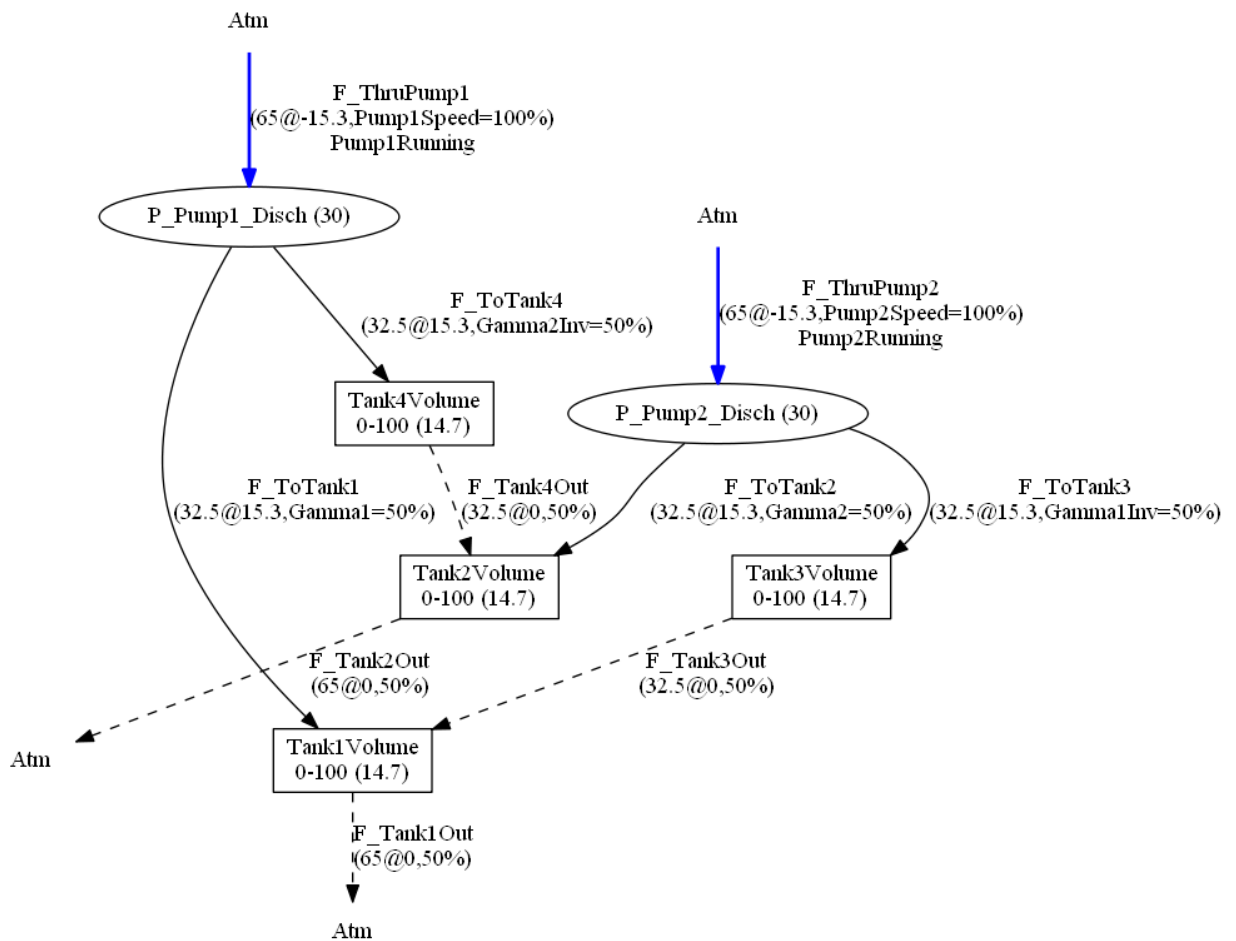 Atm
F_ThruPump1
(65@-15.3,Pump1Speed=100%)
Pump1Running
P_Pump1_Disch (30)
Atm
F_ToTank4
(32.5@15.3,Gamma2Inv=50%)
F_ThruPump2
(65@-15.3,Pump2Speed=100%)
Pump2Running
Tank4Volume
0-100 (14.7)
P_Pump2_Disch (30)
F_ToTank1
(32.5@15.3,Gamma1=50%)
F_Tank4Out
(32.5@0,50%)
F_ToTank2
(32.5@15.3,Gamma2=50%)
F_ToTank3
(32.5@15.3,Gamma1Inv=50%)
Tank2Volume
0-100 (14.7)
Tank3Volume
0-100 (14.7)
F_Tank2Out
(65@0,50%)
F_Tank3Out
(32.5@0,50%)
Atm
Tank1Volume
0-100 (14.7)
F_Tank1Out
(65@0,50%)
Atm